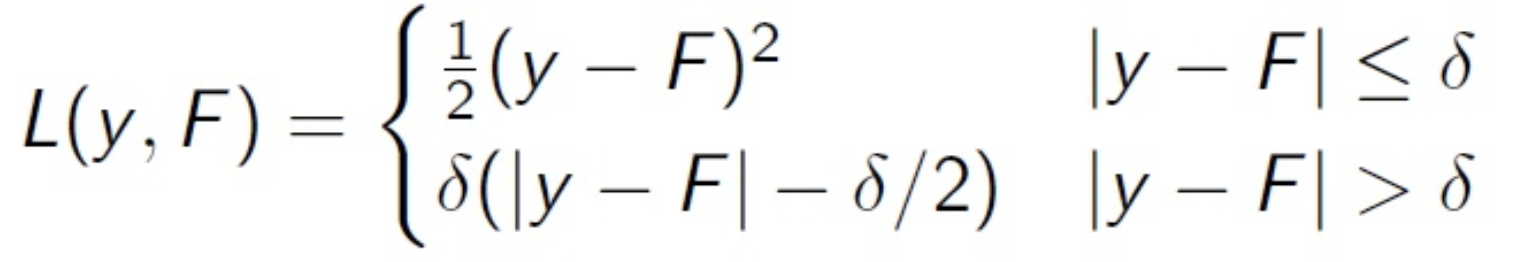 L(y, F) = { ½(y − F)²    |y − F| ≤ δ
δ(|y − F| − δ/2)    |y − F| > δ